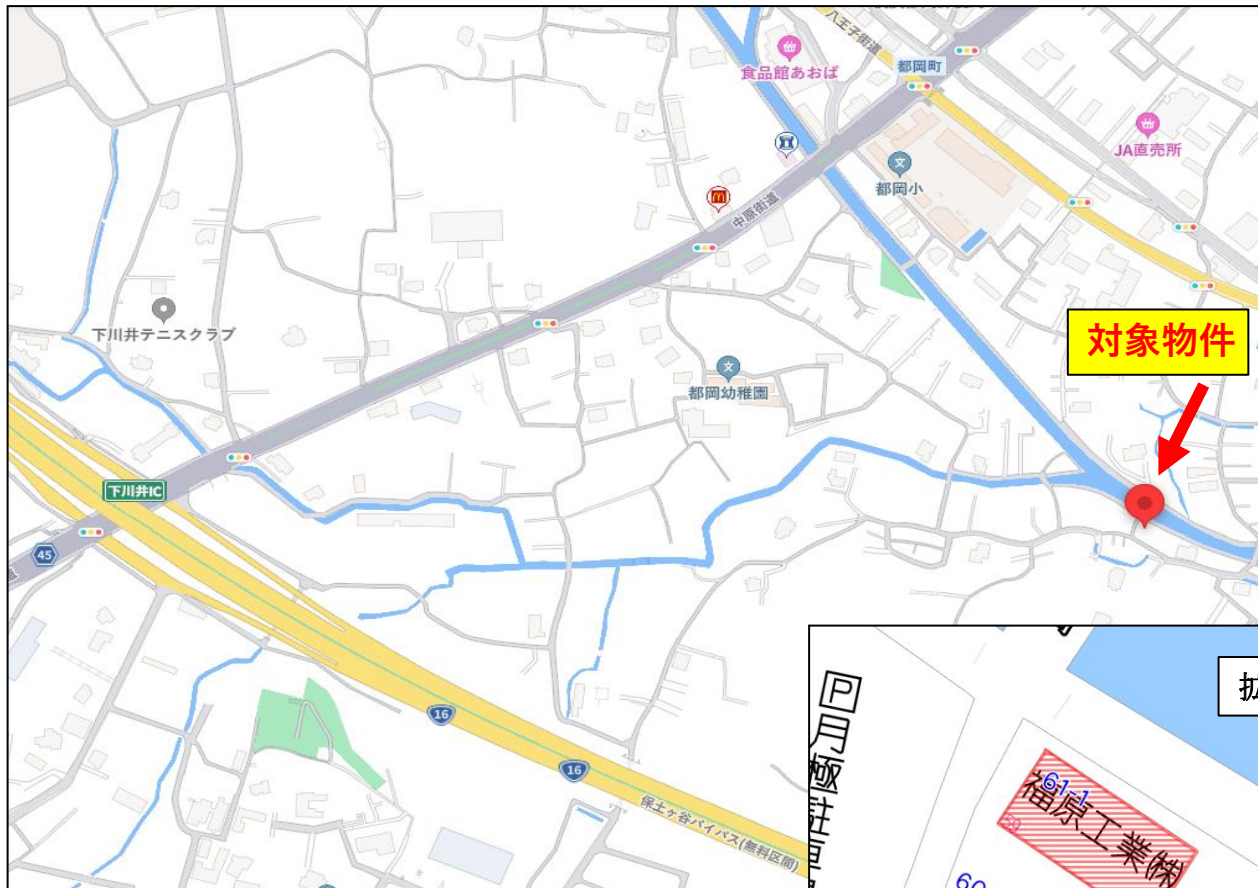 八王子街道
都岡町
食品館あおば
JA直売所
都岡小
中原街道
下川井テニスクラブ
対象物件
都岡幼稚園
下川井IC
45
16
16
保土ヶ谷バイパス(無料区間)
P月極駐
61-1
福原工業㈱
59
60